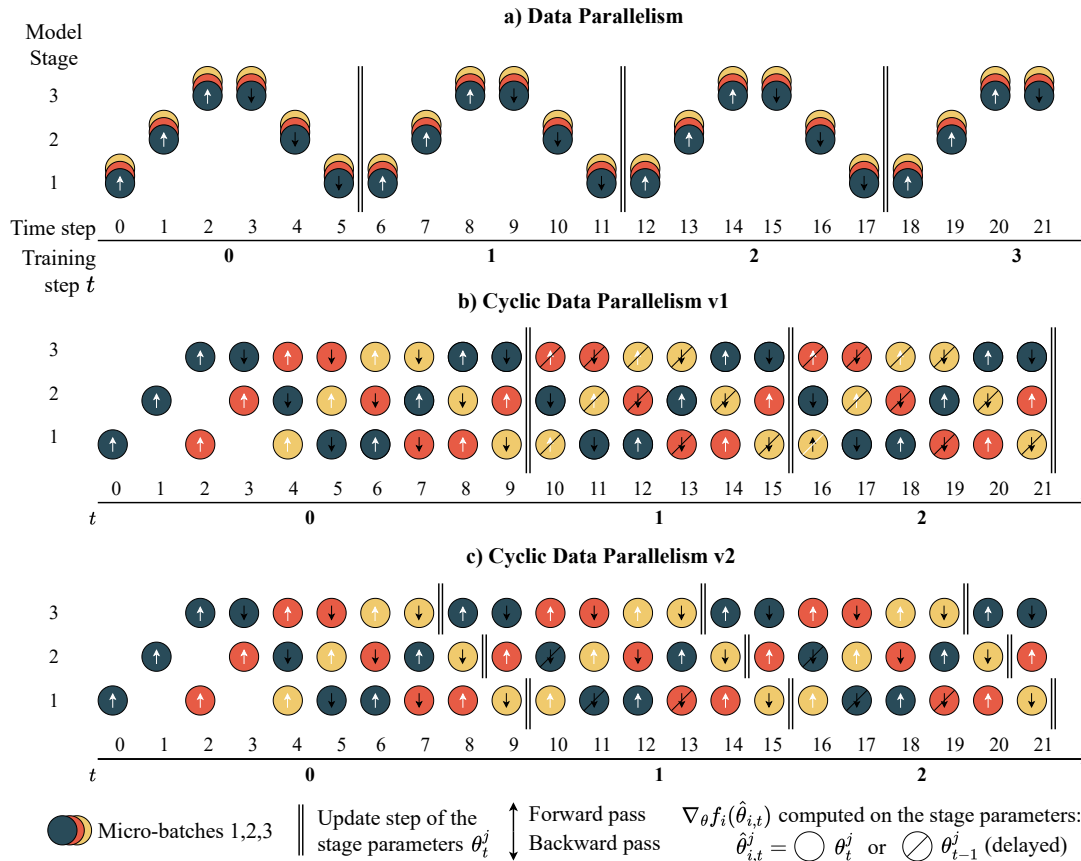 a) Data Parallelism
Model
Stage
3
2
1
Time step 0 1 2 3 4 5 6 7 8 9 10 11 12 13 14 15 16 17 18 19 20 21
Training 0 1 2 3
step t
b) Cyclic Data Parallelism v1
3
2
1
0 1 2 3 4 5 6 7 8 9 10 11 12 13 14 15 16 17 18 19 20 21
t 0 1 2
c) Cyclic Data Parallelism v2
3
2
1
0 1 2 3 4 5 6 7 8 9 10 11 12 13 14 15 16 17 18 19 20 21
t 0 1 2
Micro-batches 1,2,3
Update step of the
stage parameters θ_t^j
Forward pass
Backward pass
∇_θ f_i(θ̂_{i,t}) computed on the stage parameters:
θ̂_{i,t}^j = ◯ θ_t^j or ⊘ θ_{t−1}^j (delayed)